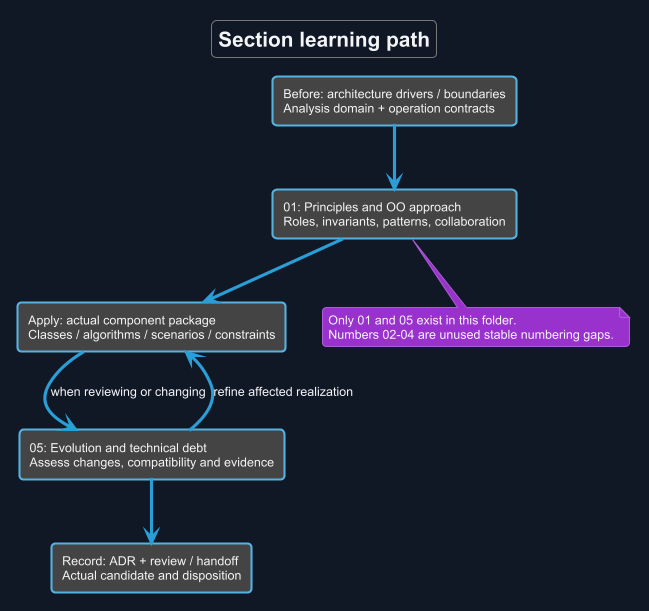 Section learning path
Before: architecture drivers / boundaries
Analysis domain + operation contracts
01: Principles and OO approach
Roles, invariants, patterns, collaboration
Apply: actual component package
Classes / algorithms / scenarios / constraints
Only 01 and 05 exist in this folder.
Numbers 02-04 are unused stable numbering gaps.
when reviewing or changing
refine affected realization
05: Evolution and technical debt
Assess changes, compatibility and evidence
Record: ADR + review / handoff
Actual candidate and disposition